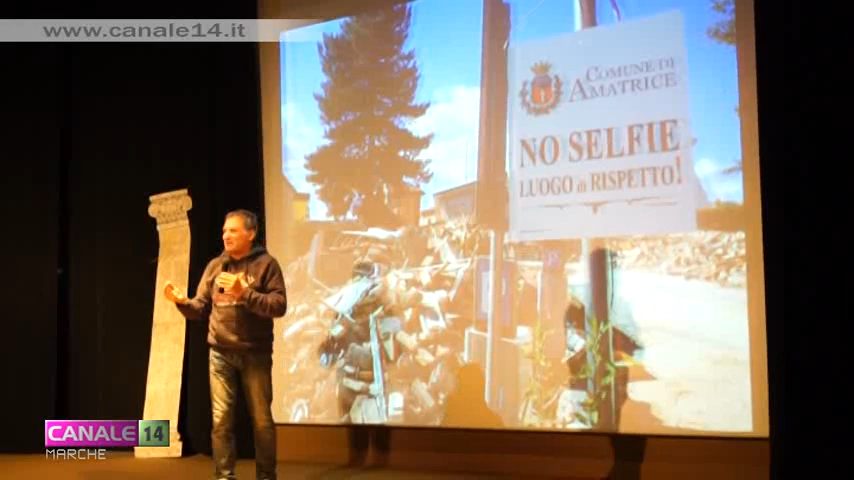 www.canale14.it
COMUNE DI
AMATRICE
NO SELFIE
LUOGO di RISPETTO!
CANALE 14
MARCHE